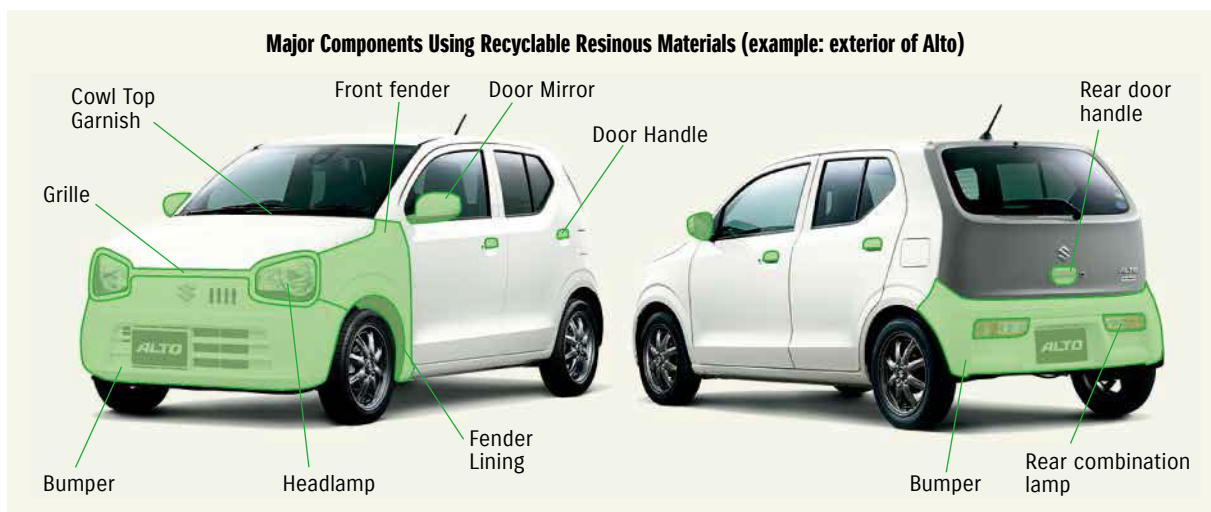 Major Components Using Recyclable Resinous Materials (example: exterior of Alto)
Cowl Top
Garnish
Front fender
Door Mirror
Door Handle
Rear door
handle
Grille
ALTO
ALTO
ALTO
Fender
Lining
Bumper
Headlamp
Bumper
Rear combination
lamp